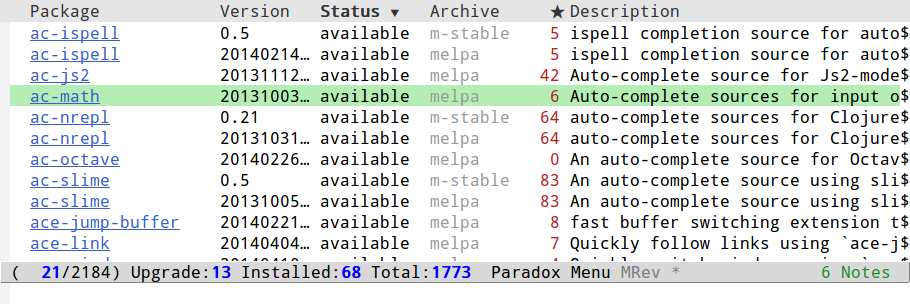 Package Version Status ▼ Archive ★ Description
ac-ispell 0.5 available m-stable 5 ispell completion source for auto$
ac-ispell 20140214… available melpa 5 ispell completion source for auto$
ac-js2 20131112… available melpa 42 Auto-complete source for Js2-mode
ac-math 20131003… available melpa 6 Auto-complete sources for input o$
ac-nrepl 0.21 available m-stable 64 auto-complete sources for Clojure$
ac-nrepl 20131031… available melpa 64 auto-complete sources for Clojure$
ac-octave 20140226… available melpa 0 An auto-complete source for Octav$
ac-slime 0.5 available m-stable 83 An auto-complete source using sli$
ac-slime 20131005… available melpa 83 An auto-complete source using sli$
ace-jump-buffer 20140221… available melpa 8 fast buffer switching extension t$
ace-link 20140404… available melpa 7 Quickly follow links using `ace-j$
( 21/2184) Upgrade:13 Installed:68 Total:1773 Paradox Menu MRev * 6 Notes